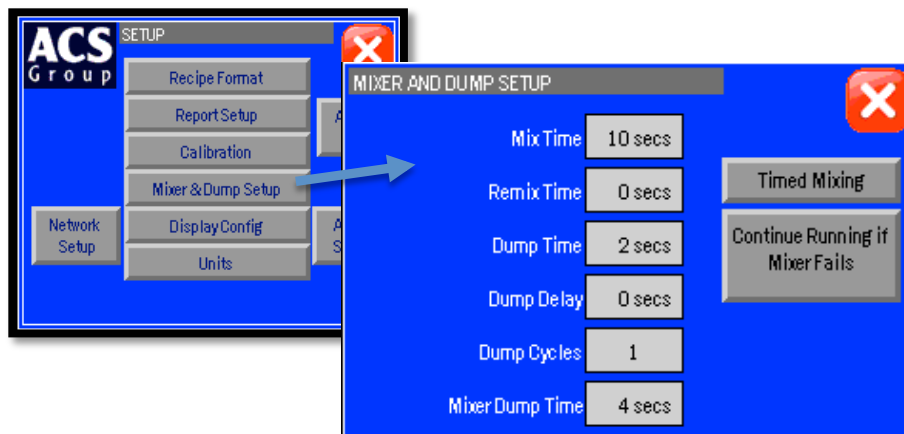 ACS
Group
SETUP
Recipe Format
Report Setup
Calibration
Mixer & Dump Setup
Display Config
Units
Network
Setup
MIXER AND DUMP SETUP
Mix Time 10 secs
Remix Time 0 secs
Dump Time 2 secs
Dump Delay 0 secs
Dump Cycles 1
Mixer Dump Time 4 secs
Timed Mixing
Continue Running if
Mixer Fails